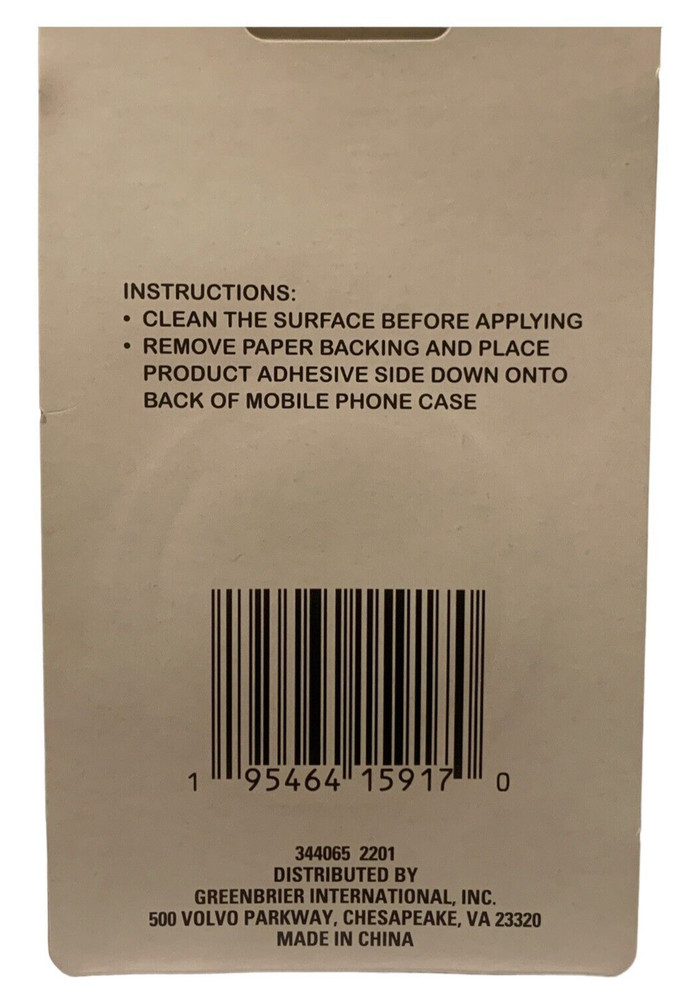 INSTRUCTIONS:
• CLEAN THE SURFACE BEFORE APPLYING
• REMOVE PAPER BACKING AND PLACE
PRODUCT ADHESIVE SIDE DOWN ONTO
BACK OF MOBILE PHONE CASE
1 95464 15917 0
344065 2201
DISTRIBUTED BY
GREENBRIER INTERNATIONAL, INC.
500 VOLVO PARKWAY, CHESAPEAKE, VA 23320
MADE IN CHINA